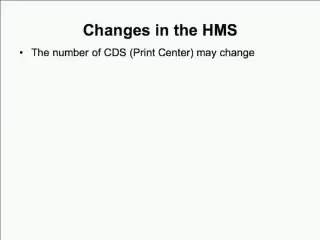 Changes in the HMS
• The number of CDS (Print Center) may change